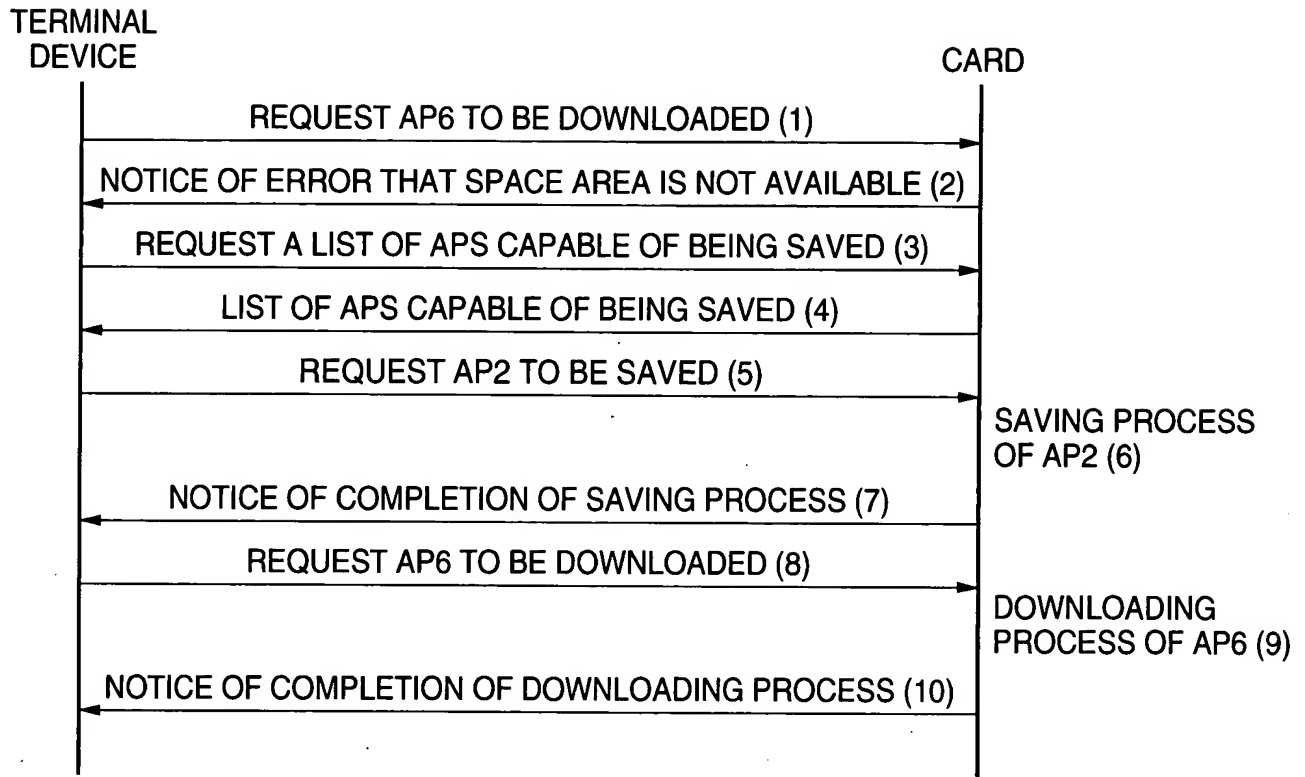 TERMINAL
DEVICE
CARD
REQUEST AP6 TO BE DOWNLOADED (1)
NOTICE OF ERROR THAT SPACE AREA IS NOT AVAILABLE (2)
REQUEST A LIST OF APS CAPABLE OF BEING SAVED (3)
LIST OF APS CAPABLE OF BEING SAVED (4)
REQUEST AP2 TO BE SAVED (5)
SAVING PROCESS
OF AP2 (6)
NOTICE OF COMPLETION OF SAVING PROCESS (7)
REQUEST AP6 TO BE DOWNLOADED (8)
DOWNLOADING
PROCESS OF AP6 (9)
NOTICE OF COMPLETION OF DOWNLOADING PROCESS (10)